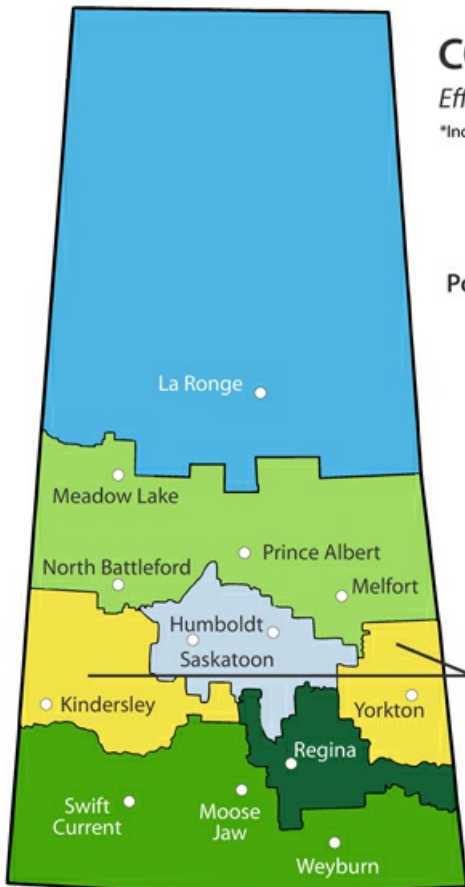 La Ronge
Meadow Lake
Prince Albert
North Battleford
Melfort
Humboldt
Saskatoon
Kindersley
Yorkton
Regina
Swift
Current
Moose
Jaw
Weyburn